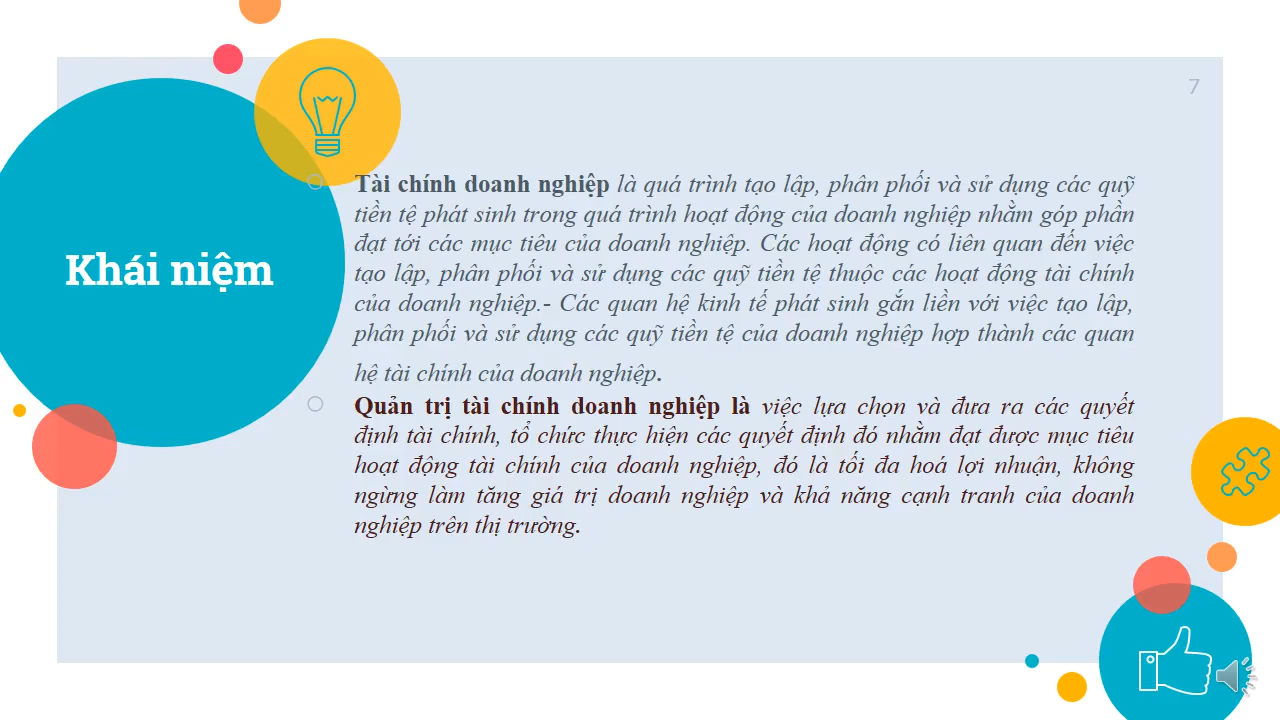 7
Khái niệm
Tài chính doanh nghiệp là quá trình tạo lập, phân phối và sử dụng các quỹ
tiền tệ phát sinh trong quá trình hoạt động của doanh nghiệp nhằm góp phần
đạt tới các mục tiêu của doanh nghiệp. Các hoạt động có liên quan đến việc
tạo lập, phân phối và sử dụng các quỹ tiền tệ thuộc các hoạt động tài chính
của doanh nghiệp.- Các quan hệ kinh tế phát sinh gắn liền với việc tạo lập,
phân phối và sử dụng các quỹ tiền tệ của doanh nghiệp hợp thành các quan
hệ tài chính của doanh nghiệp.
Quản trị tài chính doanh nghiệp là việc lựa chọn và đưa ra các quyết
định tài chính, tổ chức thực hiện các quyết định đó nhằm đạt được mục tiêu
hoạt động tài chính của doanh nghiệp, đó là tối đa hoá lợi nhuận, không
ngừng làm tăng giá trị doanh nghiệp và khả năng cạnh tranh của doanh
nghiệp trên thị trường.